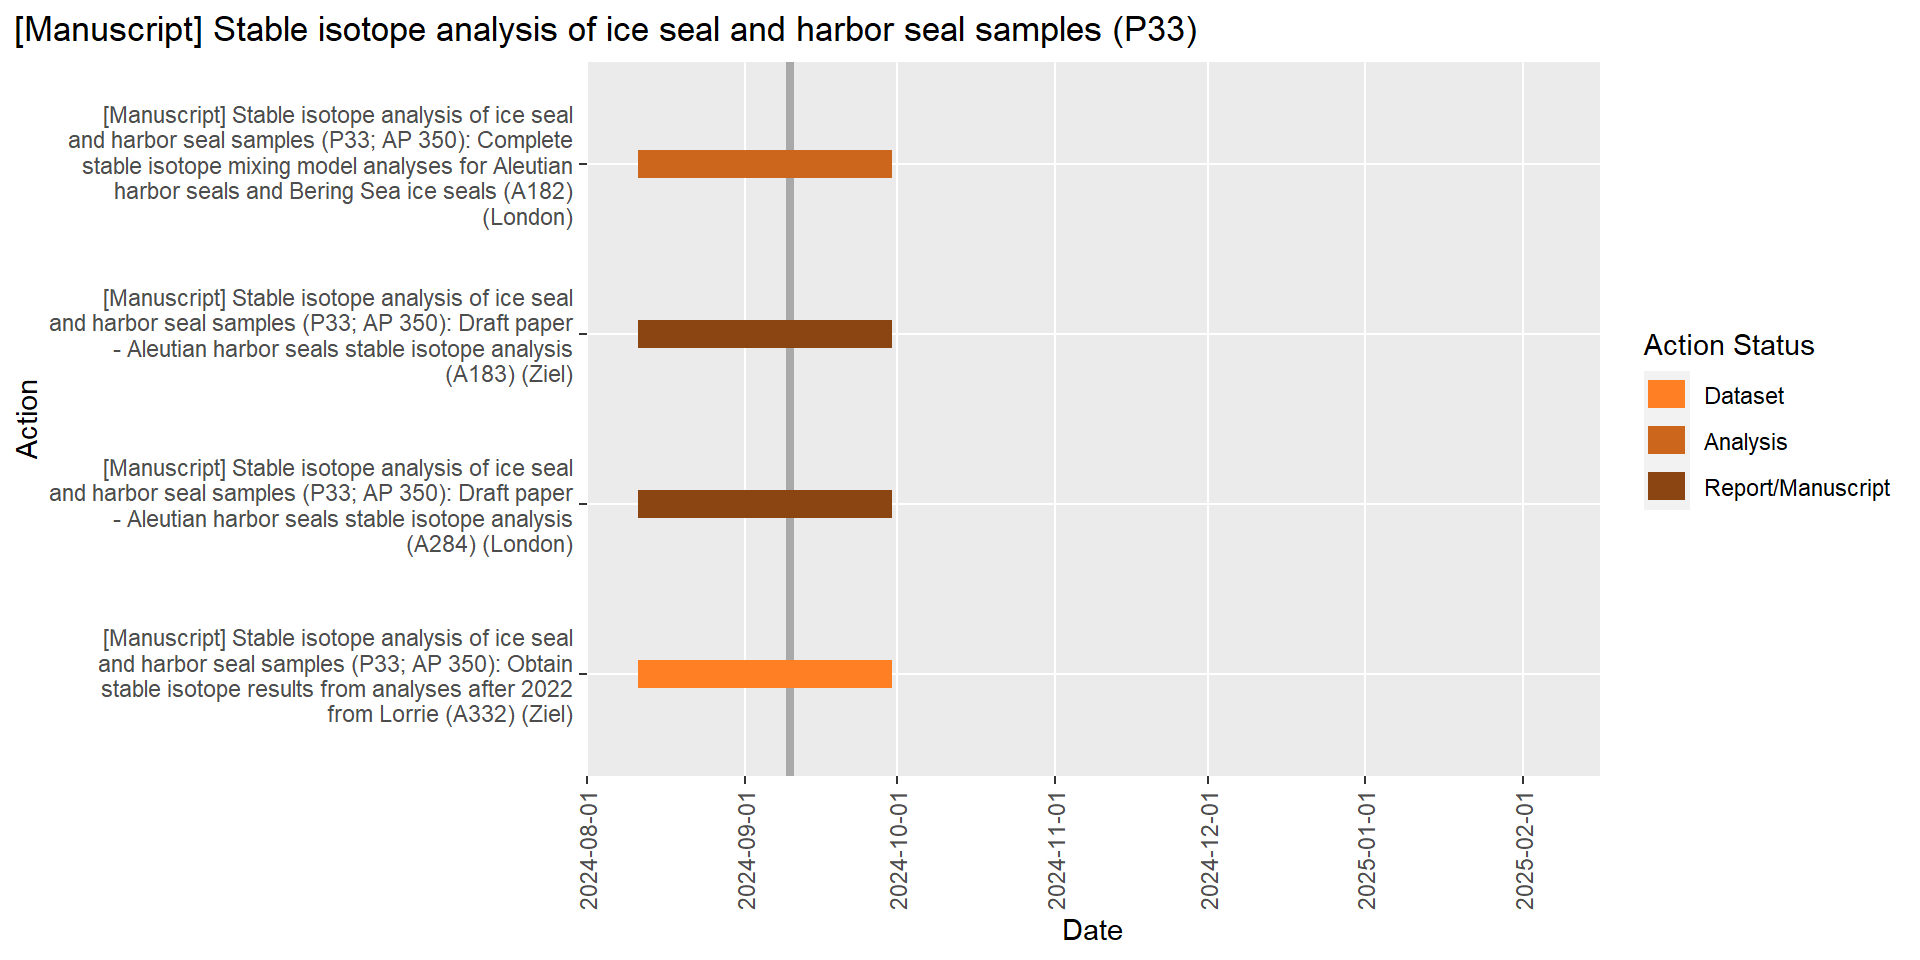 [Manuscript] Stable isotope analysis of ice seal and harbor seal samples (P33)
[Manuscript] Stable isotope analysis of ice seal
and harbor seal samples (P33; AP 350): Complete
stable isotope mixing model analyses for Aleutian
harbor seals and Bering Sea ice seals (A182)
(London)
[Manuscript] Stable isotope analysis of ice seal
and harbor seal samples (P33; AP 350): Draft paper
- Aleutian harbor seals stable isotope analysis
(A183) (Ziel)
[Manuscript] Stable isotope analysis of ice seal
and harbor seal samples (P33; AP 350): Draft paper
- Aleutian harbor seals stable isotope analysis
(A284) (London)
[Manuscript] Stable isotope analysis of ice seal
and harbor seal samples (P33; AP 350): Obtain
stable isotope results from analyses after 2022
from Lorrie (A332) (Ziel)
Action
2024-08-01
2024-09-01
2024-10-01
2024-11-01
2024-12-01
2025-01-01
2025-02-01
Date
Action Status
Dataset
Analysis
Report/Manuscript